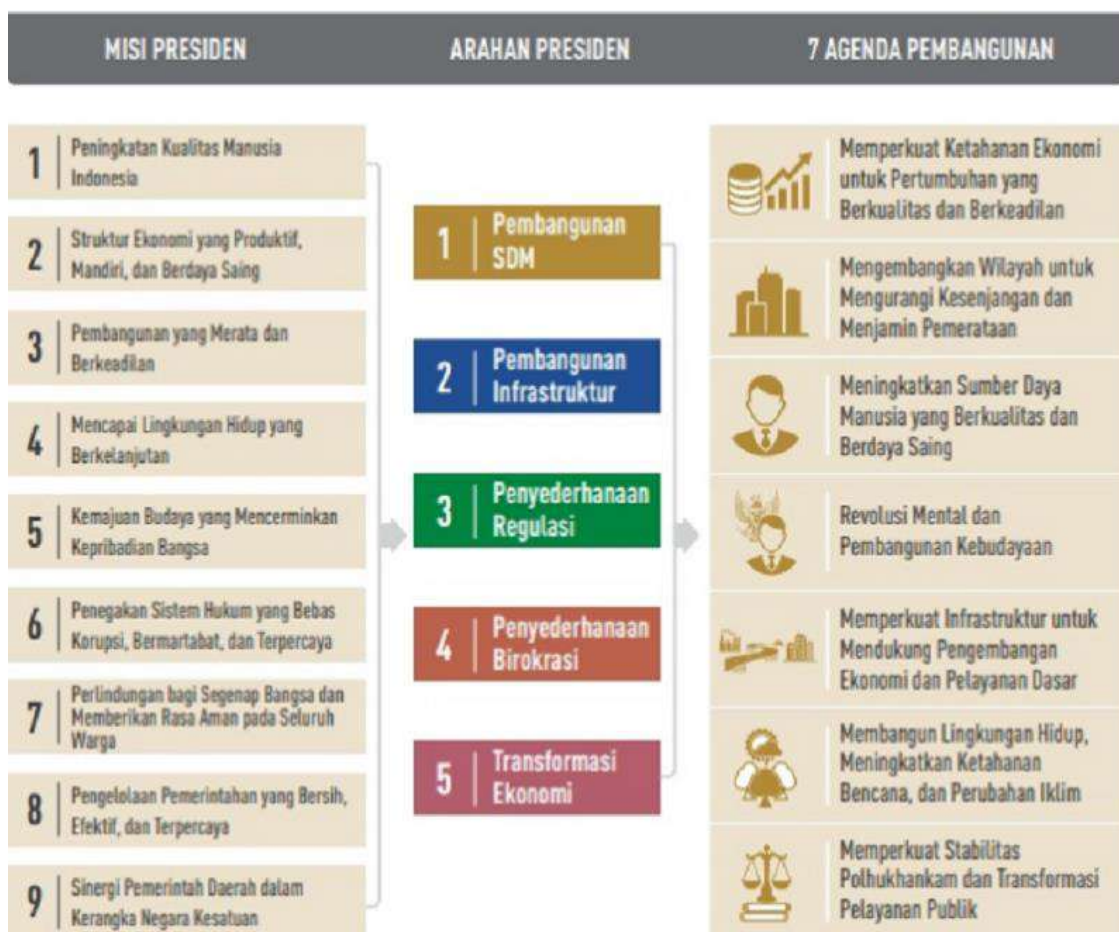 MISI PRESIDEN
ARAHAN PRESIDEN
7 AGENDA PEMBANGUNAN
1
Peningkatan Kualitas Manusia
Indonesia
2
Struktur Ekonomi yang Produktif,
Mandiri, dan Berdaya Saing
3
Pembangunan yang Merata dan
Berkeadilan
4
Mencapai Lingkungan Hidup yang
Berkelanjutan
5
Kemajuan Budaya yang Mencerminkan
Kepribadian Bangsa
6
Penegakan Sistem Hukum yang Bebas
Korupsi, Bermartabat, dan Terpercaya
7
Perlindungan bagi Segenap Bangsa dan
Memberikan Rasa Aman pada Seluruh
Warga
8
Pengelolaan Pemerintahan yang Bersih,
Efektif, dan Terpercaya
9
Sinergi Pemerintah Daerah dalam
Kerangka Negara Kesatuan
1
Pembangunan
SDM
2
Pembangunan
Infrastruktur
3
Penyederhanaan
Regulasi
4
Penyederhanaan
Birokrasi
5
Transformasi
Ekonomi
Memperkuat Ketahanan Ekonomi
untuk Pertumbuhan yang
Berkualitas dan Berkeadilan
Mengembangkan Wilayah untuk
Mengurangi Kesenjangan dan
Menjamin Pemerataan
Meningkatkan Sumber Daya
Manusia yang Berkualitas dan
Berdaya Saing
Revolusi Mental dan
Pembangunan Kebudayaan
Memperkuat Infrastruktur untuk
Mendukung Pengembangan
Ekonomi dan Pelayanan Dasar
Membangun Lingkungan Hidup,
Meningkatkan Ketahanan
Bencana, dan Perubahan Iklim
Memperkuat Stabilitas
Polhukhankam dan Transformasi
Pelayanan Publik